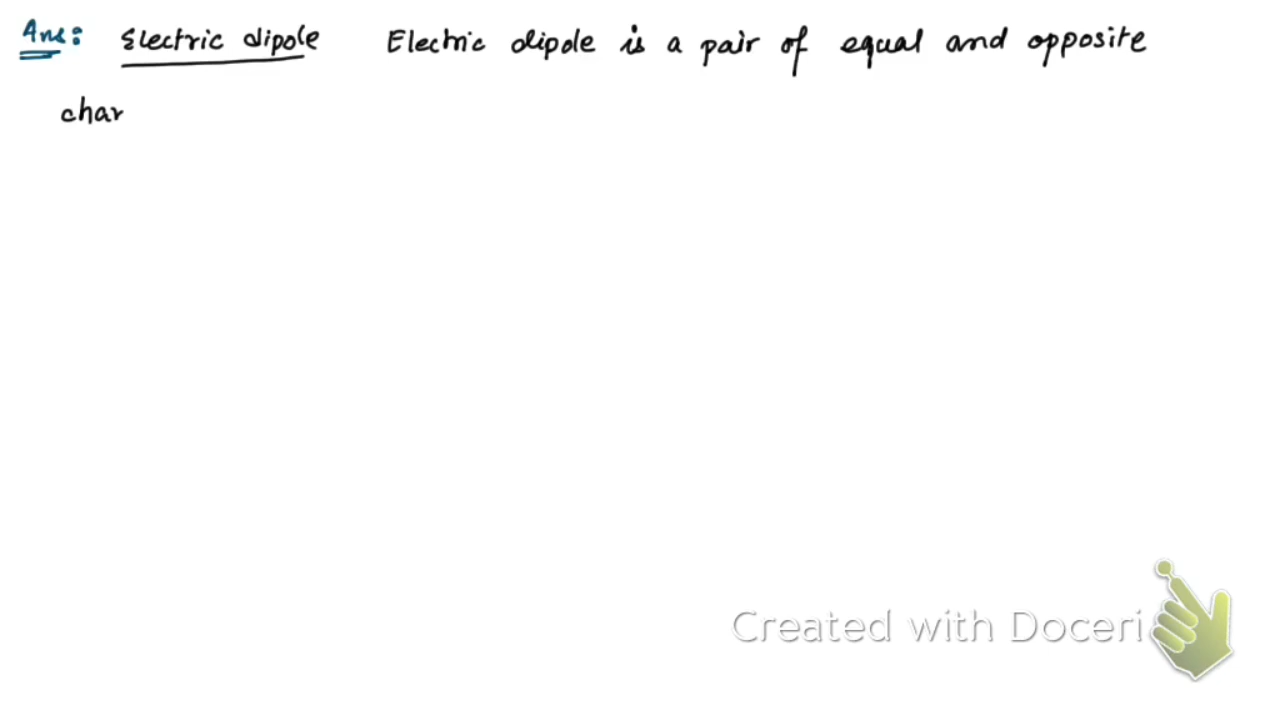 Ans: Electric dipole Electric dipole is a pair of equal and opposite
char
Created with Doceri